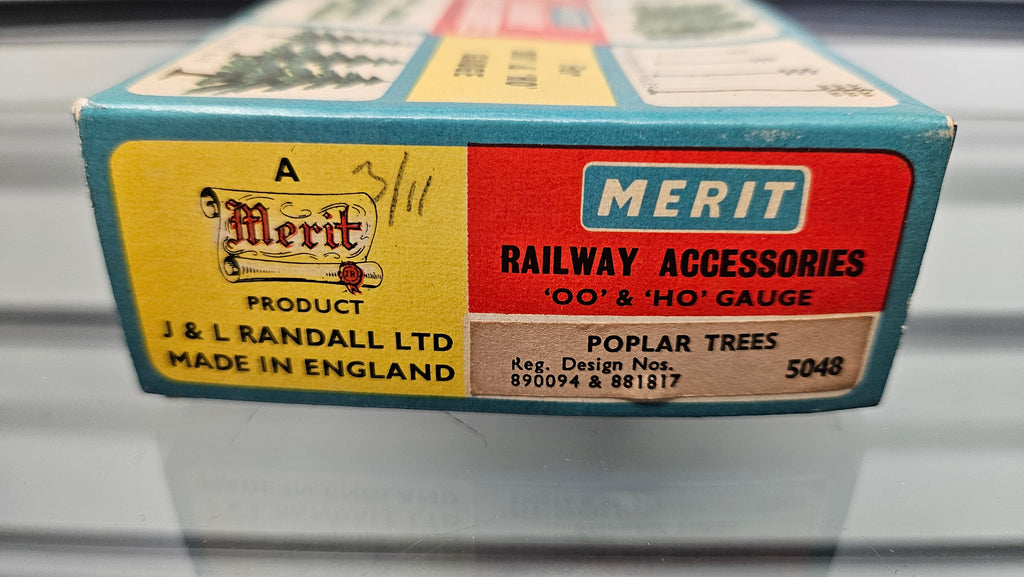 A
3/11
Merit
JR
PRODUCT
J & L RANDALL LTD
MADE IN ENGLAND
MERIT
RAILWAY ACCESSORIES
'OO' & 'HO' GAUGE
POPLAR TREES
Reg. Design Nos.
890094 & 881817
5048